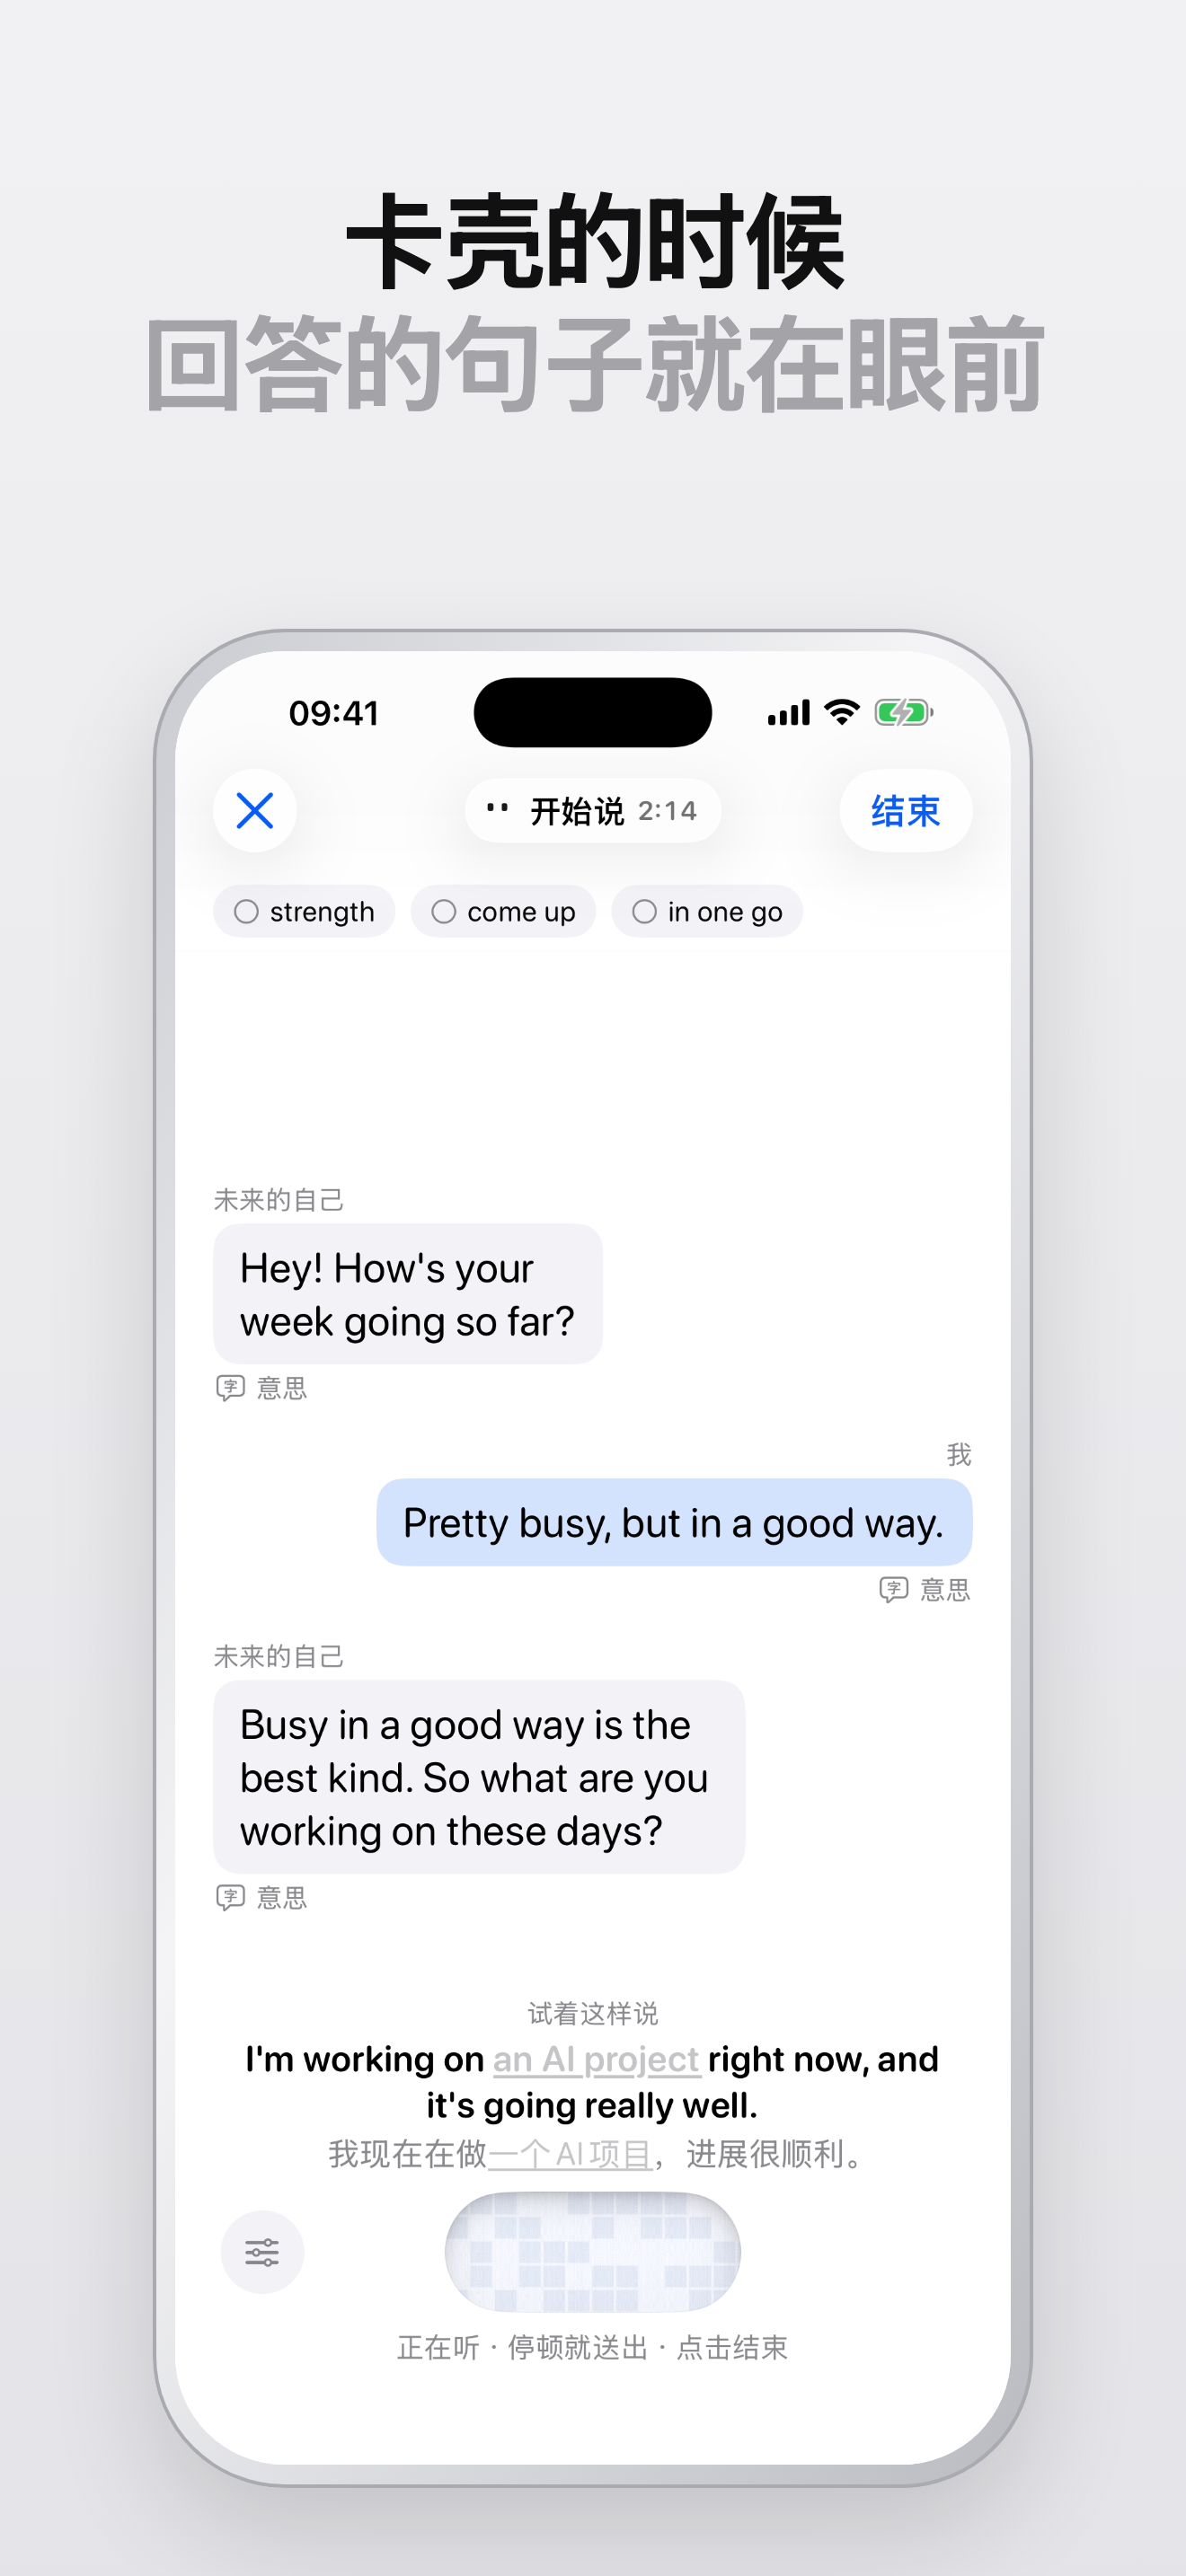 卡壳的时候
回答的句子就在眼前
09:41
开始说 2:14
结束
strength
come up
in one go
未来的自己
Hey! How's your
week going so far?
字 意思
我
Pretty busy, but in a good way.
字 意思
未来的自己
Busy in a good way is the
best kind. So what are you
working on these days?
字 意思
试着这样说
I'm working on an AI project right now, and
it's going really well.
我现在在做一个AI项目，进展很顺利。
正在听 · 停顿就送出 · 点击结束